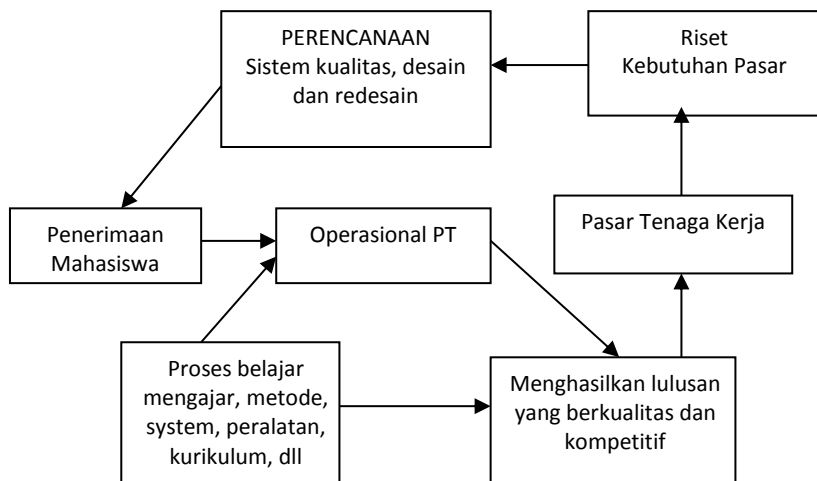 PERENCANAAN
Sistem kualitas, desain
dan redesain
Riset
Kebutuhan Pasar
Penerimaan
Mahasiswa
Operasional PT
Pasar Tenaga Kerja
Proses belajar
mengajar, metode,
system, peralatan,
kurikulum, dll
Menghasilkan lulusan
yang berkualitas dan
kompetitif